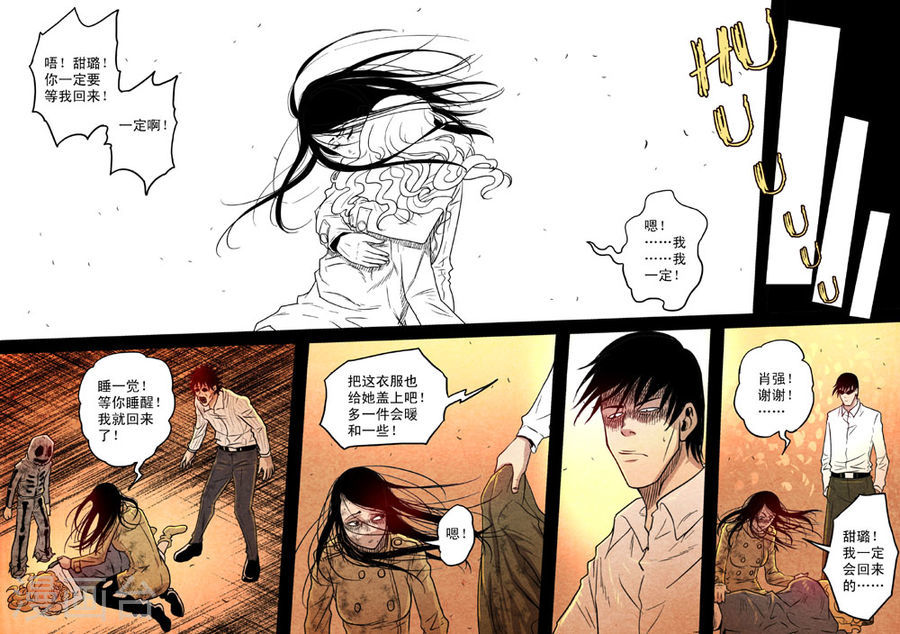 唔！甜璐！
你一定要
等我回来！
一定啊！
嗯！
……我
……我
一定！
HU
U
U
U
U
U
睡一觉！
等你睡醒！
我就回来
了！
把这衣服也
给她盖上吧！
多一件会暖
和一些！
嗯！
肖强！
谢谢！
……
甜璐！
我一定
会回来
的……
漫画台